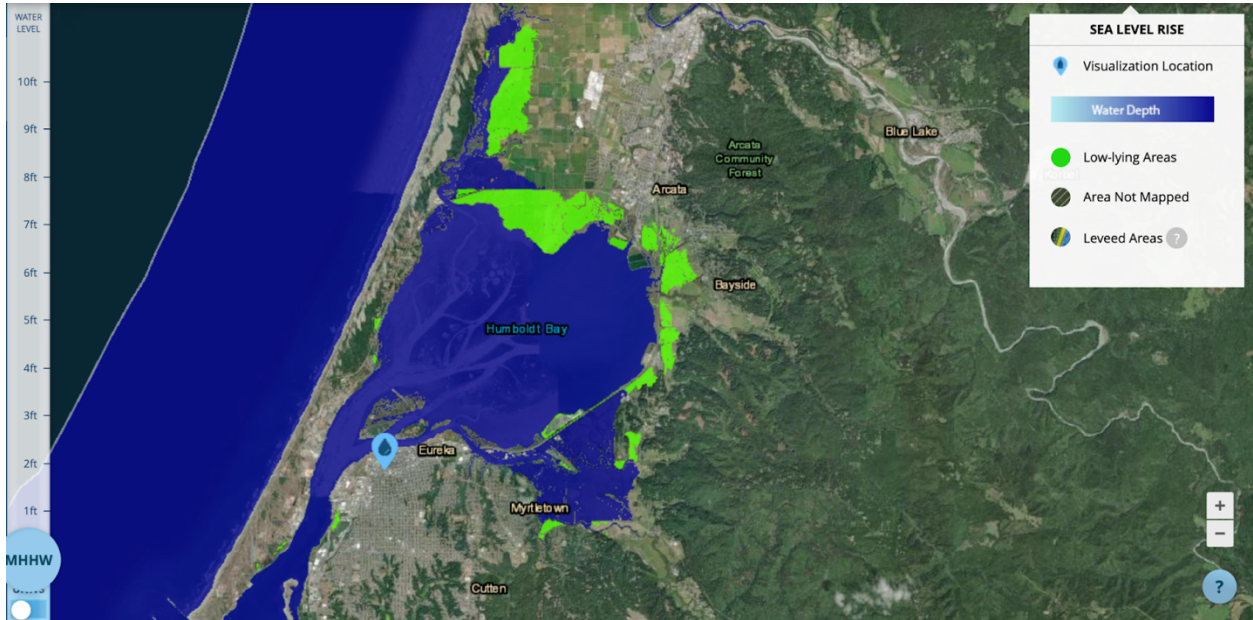 WATER
LEVEL
10ft
9ft
8ft
7ft
6ft
5ft
4ft
3ft
2ft
1ft
MHHW
Arcata
Community
Forest
Blue Lake
Arcata
Bayside
Humboldt Bay
Eureka
Myrtletown
Cutten
SEA LEVEL RISE
Visualization Location
Water Depth
Low-lying Areas
Area Not Mapped
Leveed Areas ?
+
−
?